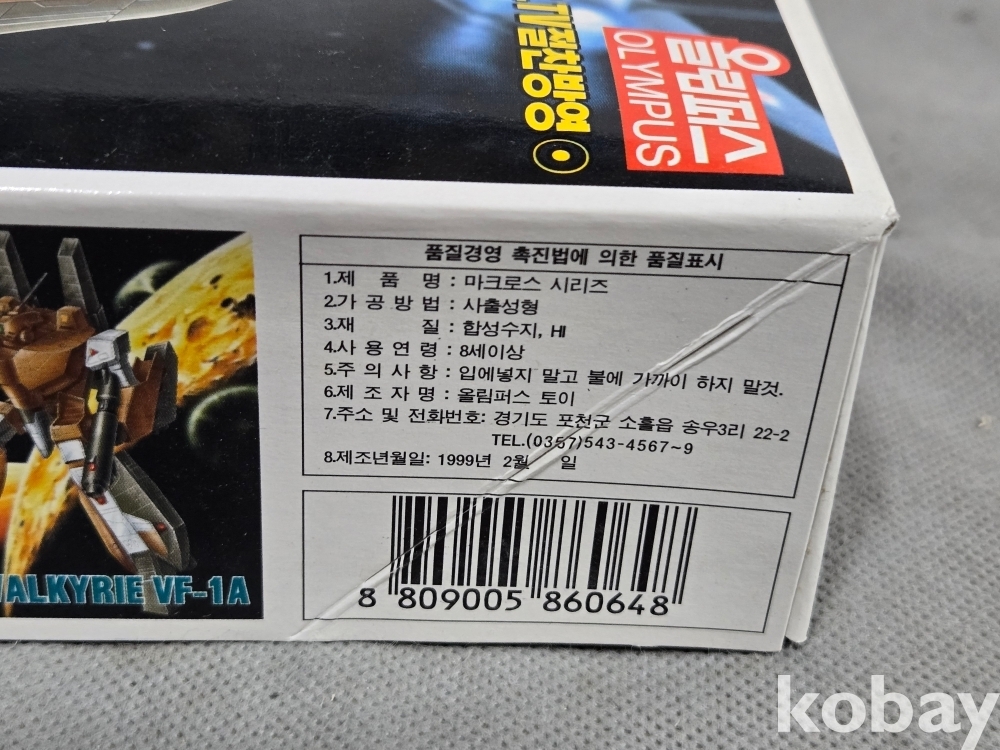 TV절찬방영
올림퍼스
OLYMPUS
품질경영 촉진법에 의한 품질표시
1.제 품 명 : 마크로스 시리즈
2.가 공 방 법 : 사출성형
3.재 질 : 합성수지, HI
4.사 용 연 령 : 8세이상
5.주 의 사 항 : 입에넣지 말고 불에 가까이 하지 말것.
6.제 조 자 명 : 올림퍼스 토이
7.주소 및 전화번호: 경기도 포천군 소흘읍 송우3리 22-2
TEL.(0357)543-4567~9
8.제조년월일: 1999년 2월 일
ALKYRIE VF-1A
8 809005 860648
kobay